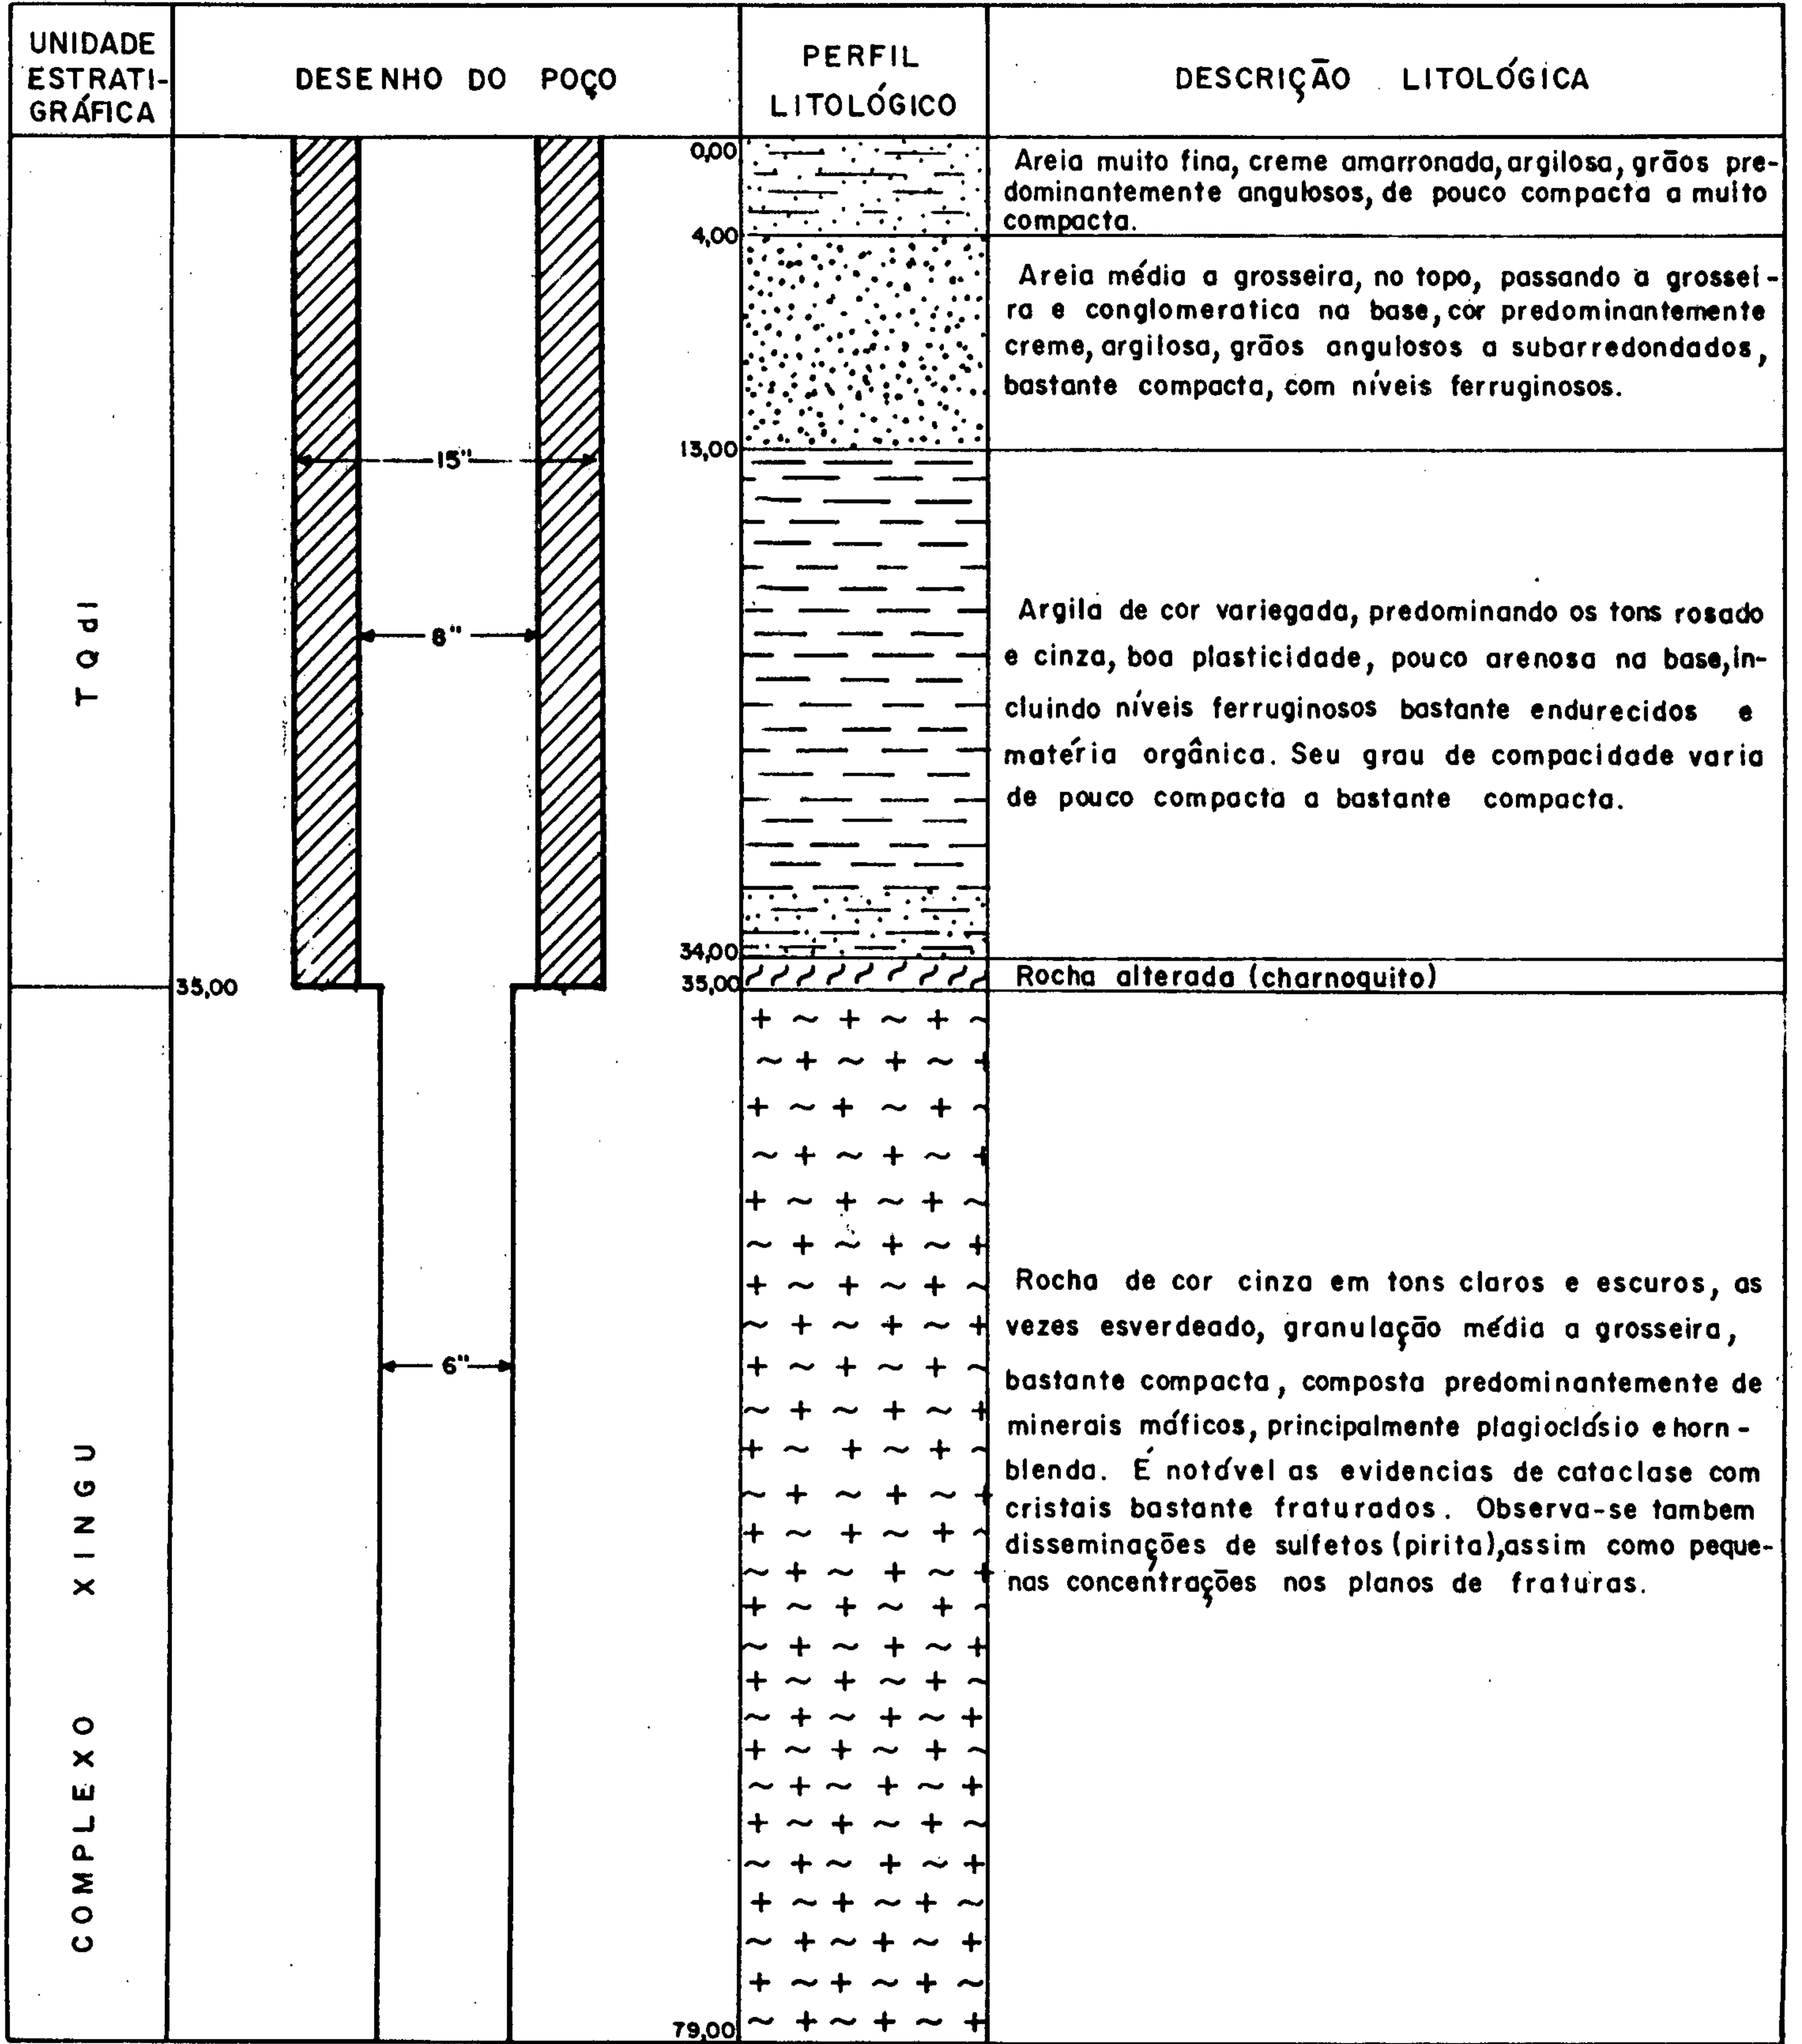 UNIDADE
ESTRATI-
GRÁFICA
DESENHO DO POÇO
PERFIL
LITOLÓGICO
DESCRIÇÃO LITOLÓGICA
0,00
Areia muito fina, creme amarronada, argilosa, grãos pre-
dominantemente angulosos, de pouco compacta a muito
compacta.
4,00
Areia média a grosseira, no topo, passando a grossei-
ra e conglomeratica na base, cor predominantemente
creme, argilosa, grãos angulosos a subarredondados,
bastante compacta, com níveis ferruginosos.
13,00
15"
8"
TQdl
Argila de cor variegada, predominando os tons rosado
e cinza, boa plasticidade, pouco arenosa na base, in-
cluindo níveis ferruginosos bastante endurecidos e
matéria orgânica. Seu grau de compacidade varia
de pouco compacta a bastante compacta.
34,00
35,00
35,00
Rocha alterada (charnoquito)
6"
COMPLEXO XINGU
Rocha de cor cinza em tons claros e escuros, as
vezes esverdeado, granulação média a grosseira,
bastante compacta, composta predominantemente de
minerais máficos, principalmente plagioclásio e horn-
blenda. É notável as evidencias de cataclase com
cristais bastante fraturados. Observa-se tambem
disseminações de sulfetos (pirita), assim como peque-
nas concentrações nos planos de fraturas.
79,00